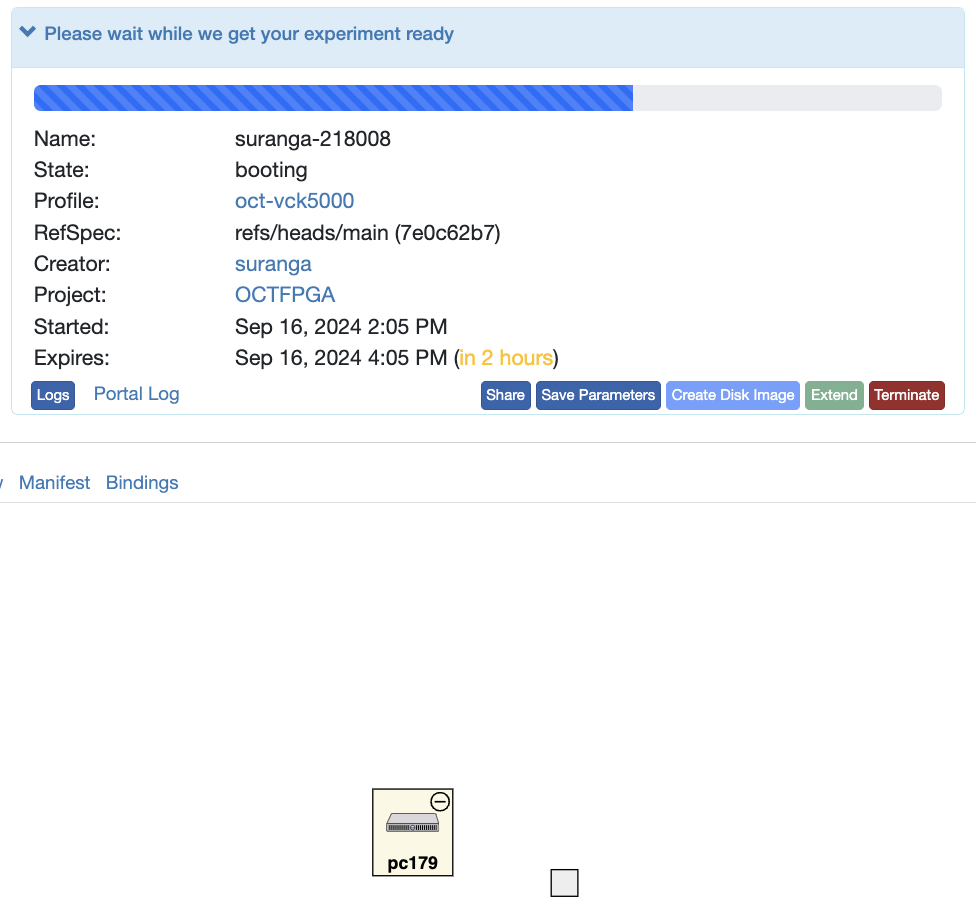 Please wait while we get your experiment ready
Name: suranga-218008
State: booting
Profile: oct-vck5000
RefSpec: refs/heads/main (7e0c62b7)
Creator: suranga
Project: OCTFPGA
Started: Sep 16, 2024 2:05 PM
Expires: Sep 16, 2024 4:05 PM (in 2 hours)
Logs Portal Log Share Save Parameters Create Disk Image Extend Terminate
Manifest Bindings
pc179